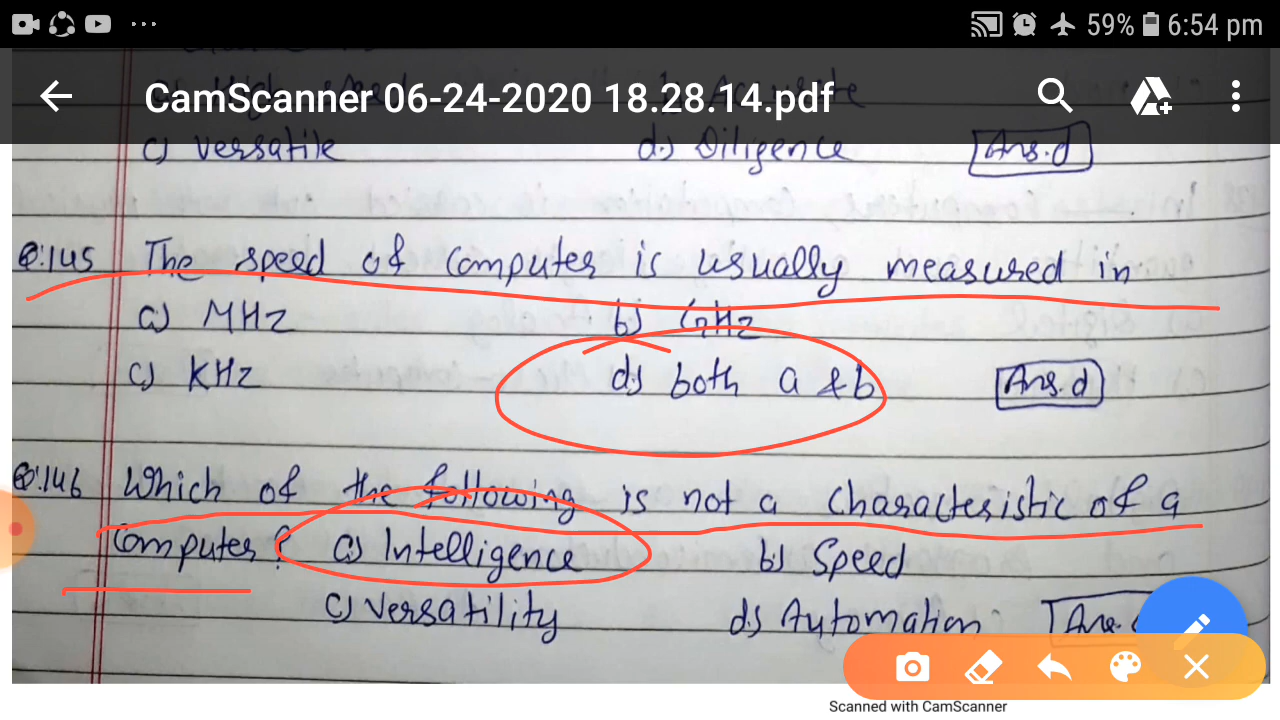 59% 6:54 pm
CamScanner 06-24-2020 18.28.14.pdf
c) versatile d.) Diligence Ans.d
Q:145 The speed of computer is usually measured in
a) MHz b) GHz
c) KHz d.) both a & b Ans.d
Q:146 Which of the following is not a characteristic of a
computer? a) Intelligence b) Speed
c) versatility d.) Automation Ans.
Scanned with CamScanner